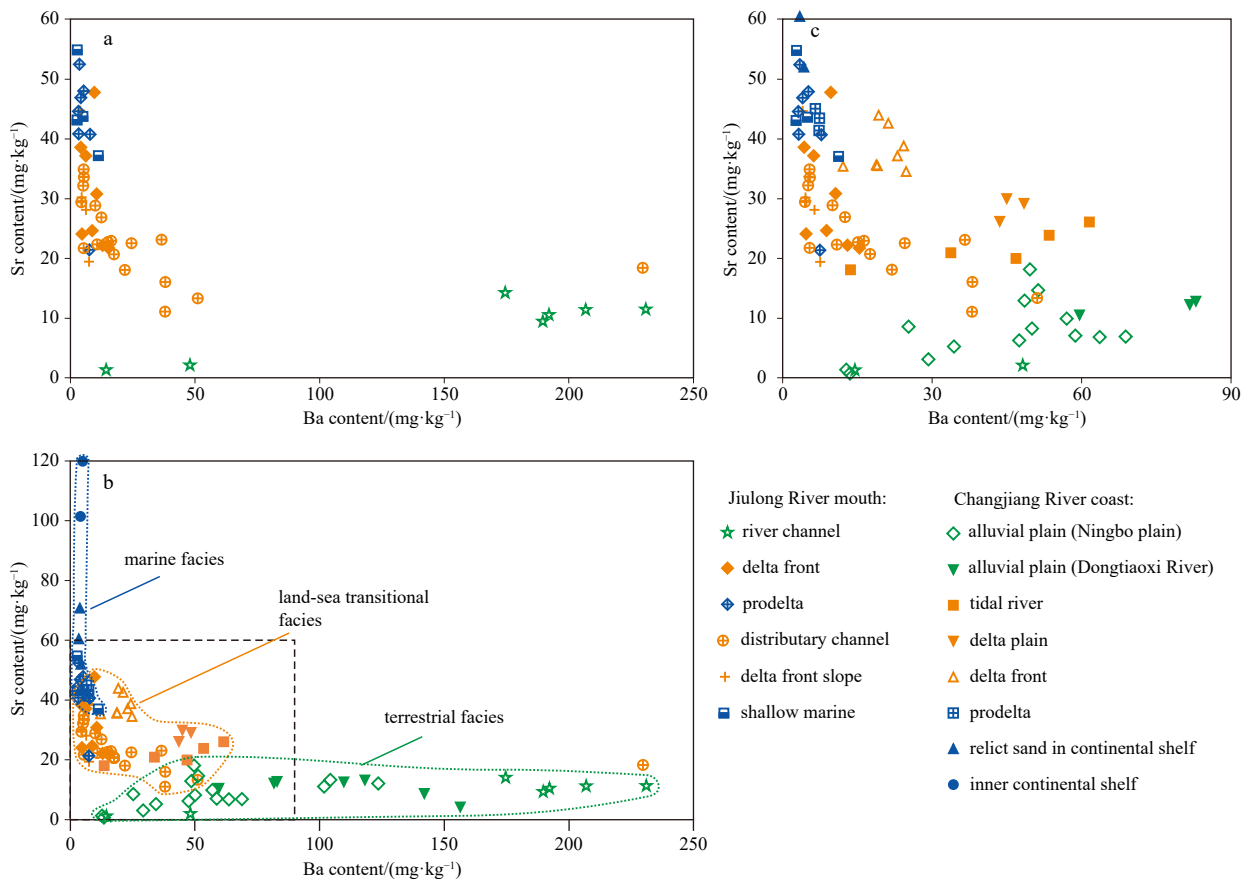 a
60
50
40
30
20
10
0
Sr content/(mg·kg⁻¹)
0 50 100 150 200 250
Ba content/(mg·kg⁻¹)
c
60
50
40
30
20
10
0
Sr content/(mg·kg⁻¹)
0 30 60 90
Ba content/(mg·kg⁻¹)
b
120
100
80
60
40
20
0
Sr content/(mg·kg⁻¹)
marine facies
land-sea transitional
facies
terrestrial facies
0 50 100 150 200 250
Ba content/(mg·kg⁻¹)
Jiulong River mouth:
river channel
delta front
prodelta
distributary channel
delta front slope
shallow marine
Changjiang River coast:
alluvial plain (Ningbo plain)
alluvial plain (Dongtiaoxi River)
tidal river
delta plain
delta front
prodelta
relict sand in continental shelf
inner continental shelf